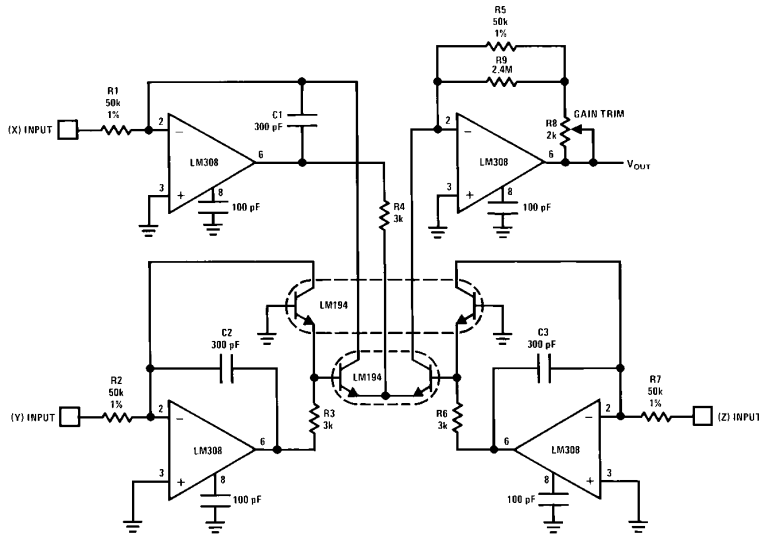 R5
50k
1%
R9
2.4M
R1
50k
1%
(X) INPUT
2
−
LM308
6
3
+
8
100 pF
C1
300 pF
R4
3k
2
−
LM308
6
3
+
8
100 pF
R8
2k
GAIN TRIM
VOUT
LM194
LM194
C2
300 pF
R2
50k
1%
(Y) INPUT
2
−
LM308
6
3
+
8
100 pF
R3
3k
R6
3k
C3
300 pF
R7
50k
1%
(Z) INPUT
2
−
LM308
6
3
+
8
100 pF